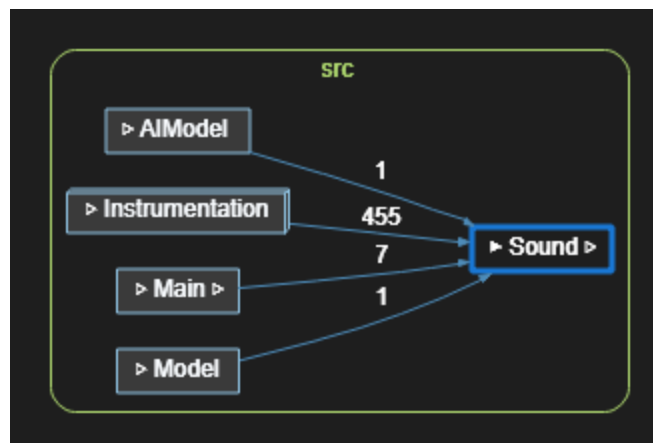 src
▷ AIModel
1
▷ Instrumentation
455
► Sound ▷
7
▷ Main ▷
1
▷ Model